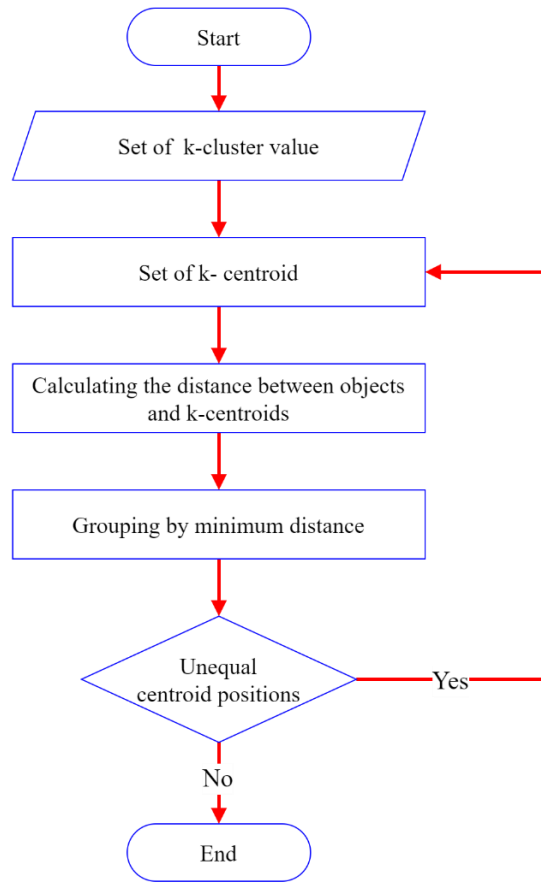 Start
Set of k-cluster value
Set of k- centroid
Calculating the distance between objects
and k-centroids
Grouping by minimum distance
Unequal
centroid positions
Yes
No
End